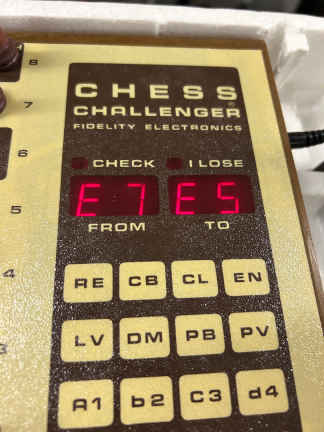 8
CHESS
CHALLENGER®
FIDELITY ELECTRONICS
7
CHECK I LOSE
6
E7 E5
5
FROM TO
4
RE CB CL EN
3
LV DM PB PV
A1 b2 C3 d4